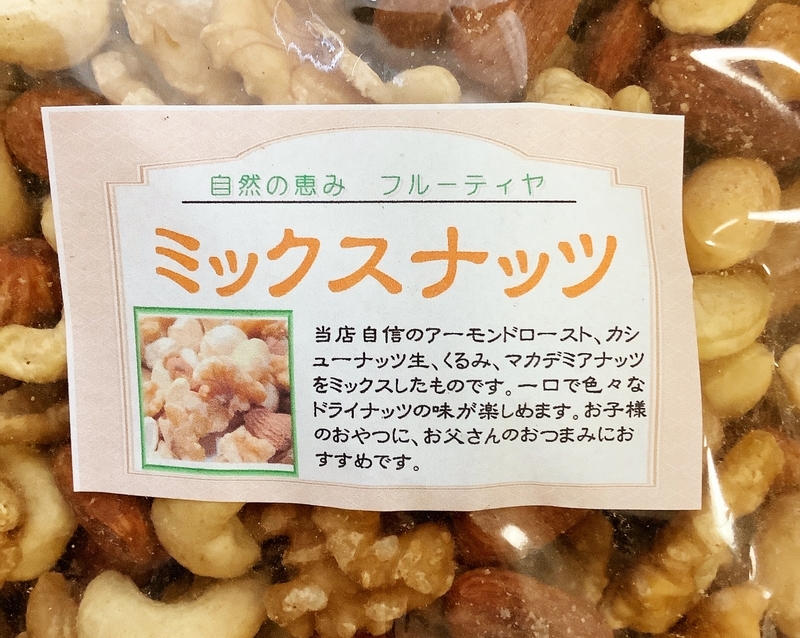 自然の恵み　フルーティヤ
ミックスナッツ
当店自信のアーモンドロースト、カシ
ューナッツ生、くるみ、マカデミアナッツ
をミックスしたものです。一口で色々な
ドライナッツの味が楽しめます。お子様
のおやつに、お父さんのおつまみにお
すすめです。